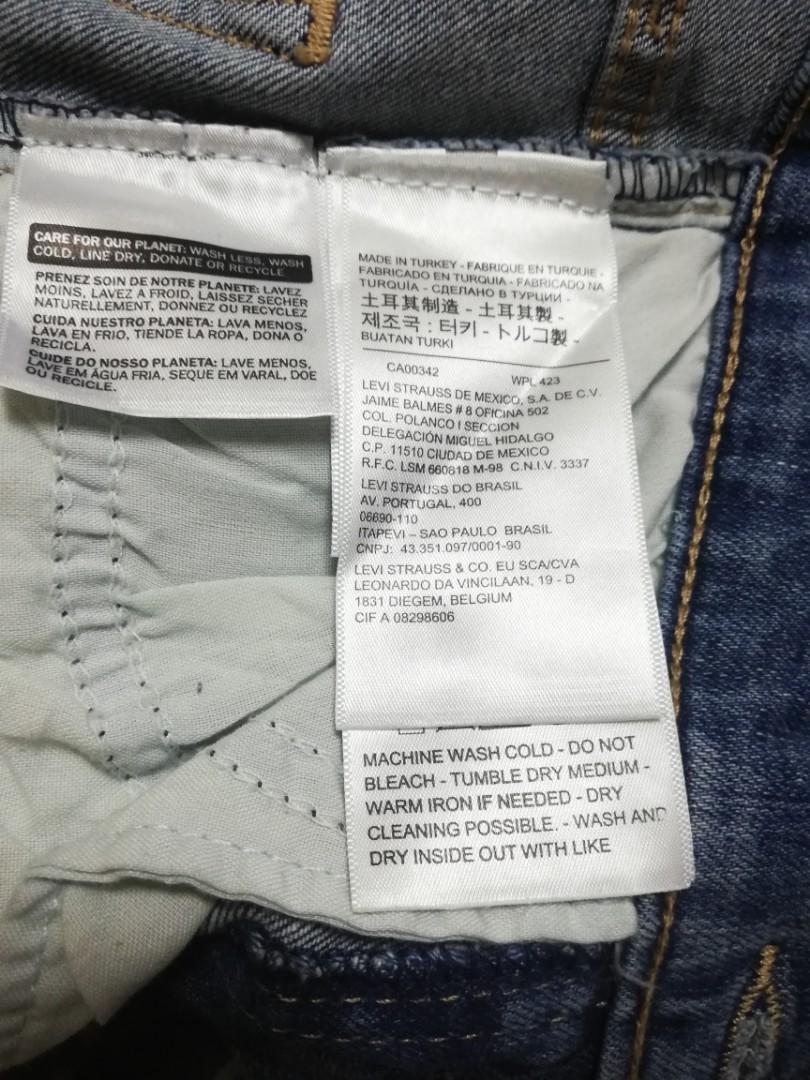 CARE FOR OUR PLANET: WASH LESS, WASH
COLD, LINE DRY, DONATE OR RECYCLE
PRENEZ SOIN DE NOTRE PLANETE: LAVEZ
MOINS, LAVEZ A FROID, LAISSEZ SECHER
NATURELLEMENT, DONNEZ OU RECYCLEZ
CUIDA NUESTRO PLANETA: LAVA MENOS,
LAVA EN FRIO, TIENDE LA ROPA, DONA O
RECICLA.
CUIDE DO NOSSO PLANETA: LAVE MENOS,
LAVE EM ÁGUA FRIA, SEQUE EM VARAL, DOE
OU RECICLE.
MADE IN TURKEY - FABRIQUE EN TURQUIE -
FABRICADO EN TURQUIA - FABRICADO NA
TURQUÍA - СДЕЛАНО В ТУРЦИИ -
土耳其制造 - 土耳其製 -
제조국 : 터키 - トルコ製 -
BUATAN TURKI
CA00342 WPL 423
LEVI STRAUSS DE MEXICO, S.A. DE C.V.
JAIME BALMES # 8 OFICINA 502
COL. POLANCO I SECCION
DELEGACIÓN MIGUEL HIDALGO
C.P. 11510 CIUDAD DE MEXICO
R.F.C. LSM 660818 M-98 C.N.I.V. 3337
LEVI STRAUSS DO BRASIL
AV. PORTUGAL, 400
06690-110
ITAPEVI – SAO PAULO BRASIL
CNPJ: 43.351.097/0001-90
LEVI STRAUSS & CO. EU SCA/CVA
LEONARDO DA VINCILAAN, 19 - D
1831 DIEGEM, BELGIUM
CIF A 08298606
MACHINE WASH COLD - DO NOT
BLEACH - TUMBLE DRY MEDIUM -
WARM IRON IF NEEDED - DRY
CLEANING POSSIBLE. - WASH AND
DRY INSIDE OUT WITH LIKE